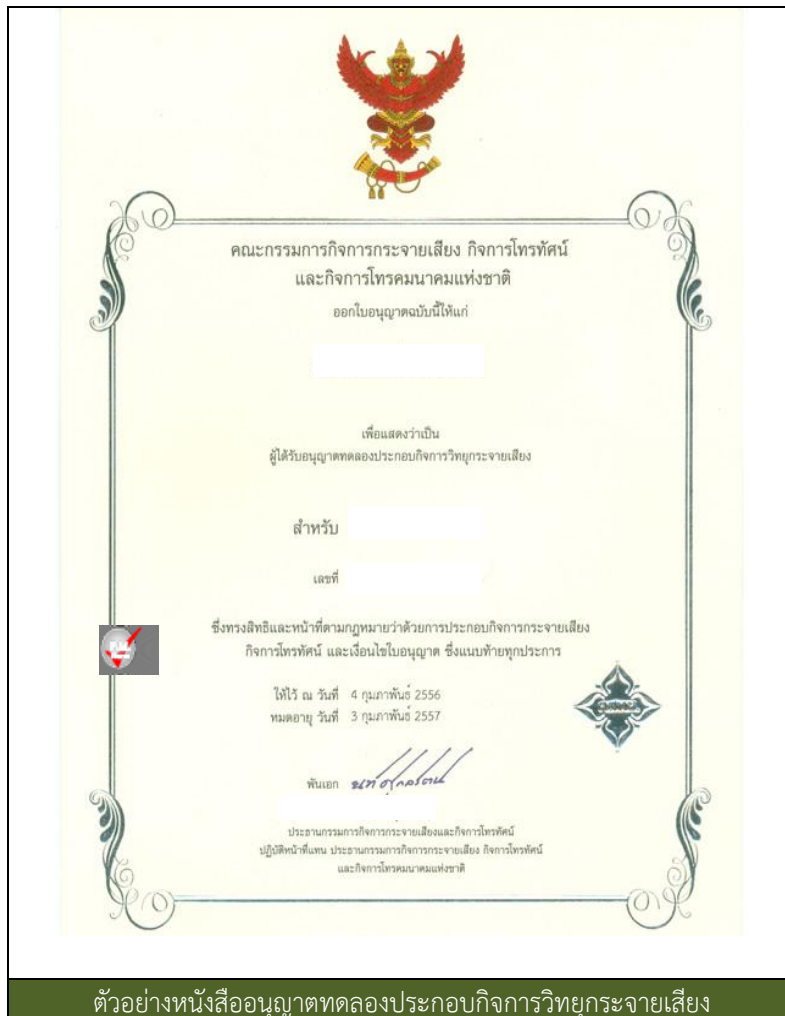 คณะกรรมการกิจการกระจายเสียง กิจการโทรทัศน์
และกิจการโทรคมนาคมแห่งชาติ
ออกใบอนุญาตฉบับนี้ให้แก่
เพื่อแสดงว่าเป็น
ผู้ได้รับอนุญาตทดลองประกอบกิจการวิทยุกระจายเสียง
สำหรับ
เลขที่
ซึ่งทรงสิทธิและหน้าที่ตามกฎหมายว่าด้วยการประกอบกิจการกระจายเสียง
กิจการโทรทัศน์ และเงื่อนไขใบอนุญาต ซึ่งแนบท้ายทุกประการ
ให้ไว้ ณ วันที่ 4 กุมภาพันธ์ 2556
หมดอายุ วันที่ 3 กุมภาพันธ์ 2557
พันเอก
ประธานกรรมการกิจการกระจายเสียงและกิจการโทรทัศน์
ปฏิบัติหน้าที่แทน ประธานกรรมการกิจการกระจายเสียง กิจการโทรทัศน์
และกิจการโทรคมนาคมแห่งชาติ
ตัวอย่างหนังสืออนุญาตทดลองประกอบกิจการวิทยุกระจายเสียง